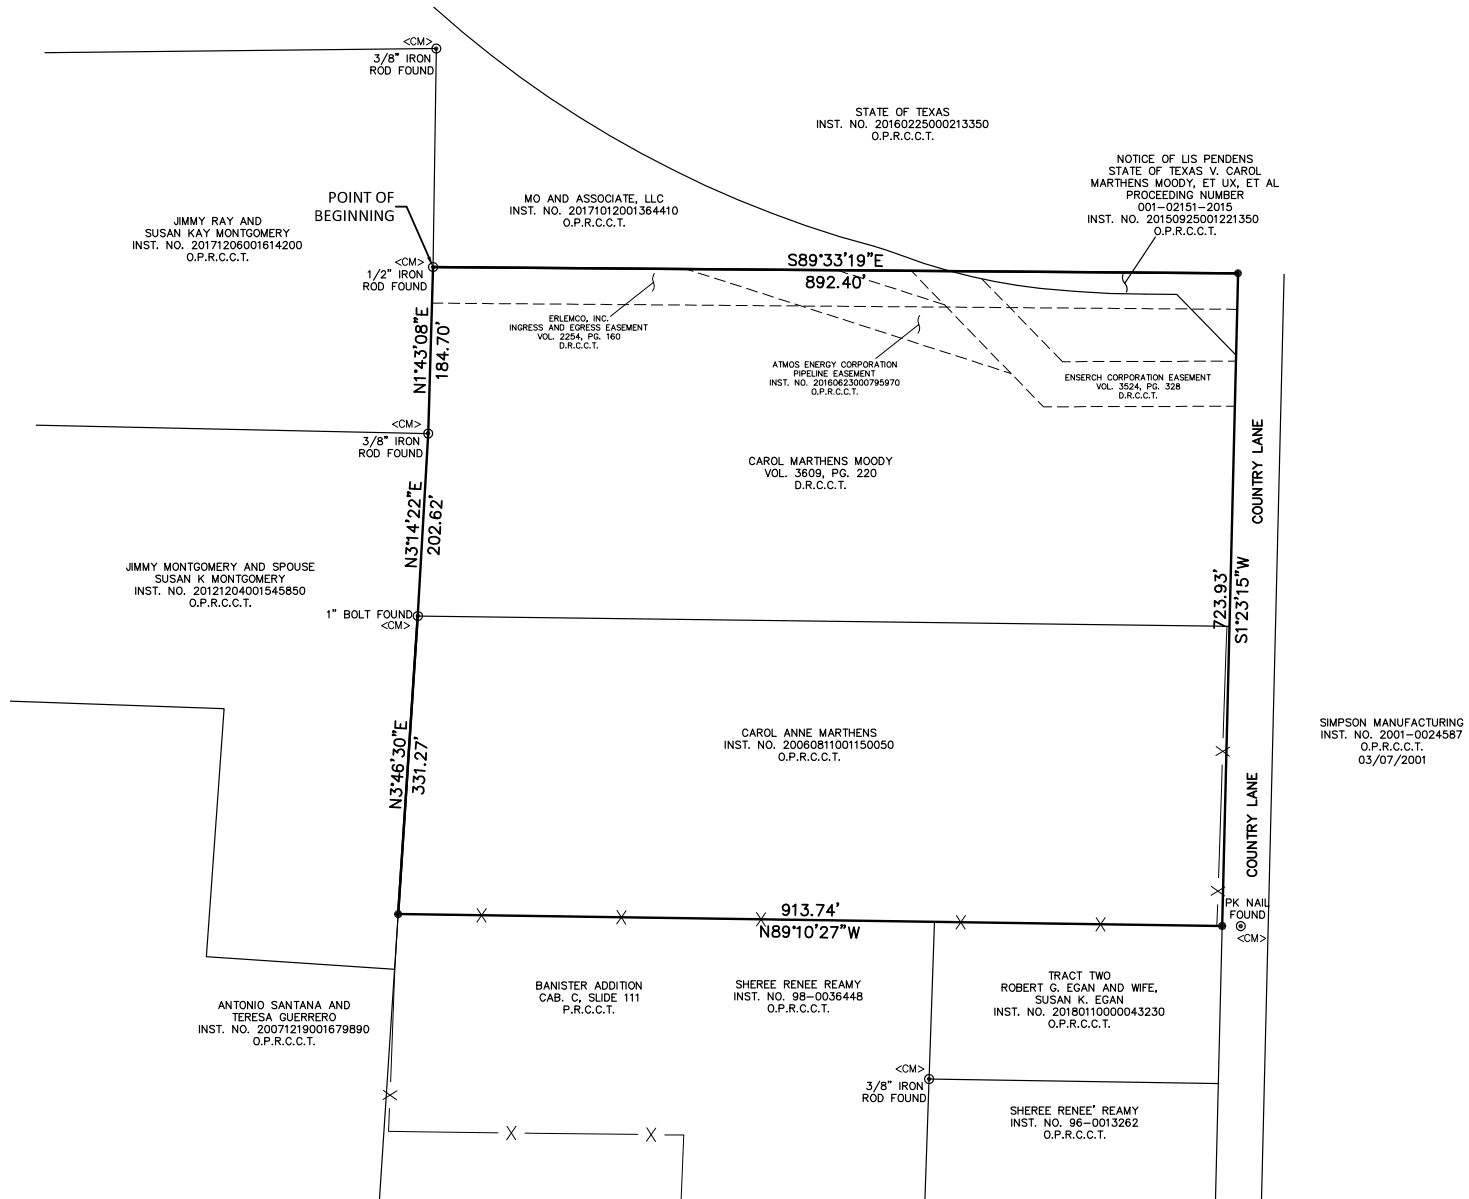 <CM>
3/8" IRON
ROD FOUND
STATE OF TEXAS
INST. NO. 20160225000213350
O.P.R.C.C.T.
NOTICE OF LIS PENDENS
STATE OF TEXAS V. CAROL
MARTHENS MOODY, ET UX, ET AL
PROCEEDING NUMBER
001-02151-2015
INST. NO. 20150925001221350
O.P.R.C.C.T.
POINT OF
BEGINNING
MO AND ASSOCIATE, LLC
INST. NO. 20171012001364410
O.P.R.C.C.T.
JIMMY RAY AND
SUSAN KAY MONTGOMERY
INST. NO. 20171206001614200
O.P.R.C.C.T.
<CM>
1/2" IRON
ROD FOUND
S89°33'19"E
892.40'
N1°43'08"E
184.70'
ERLEMCO, INC.
INGRESS AND EGRESS EASEMENT
VOL. 2254, PG. 160
D.R.C.C.T.
ATMOS ENERGY CORPORATION
PIPELINE EASEMENT
INST. NO. 20160623000795970
O.P.R.C.C.T.
ENSERCH CORPORATION EASEMENT
VOL. 3524, PG. 328
D.R.C.C.T.
<CM>
3/8" IRON
ROD FOUND
CAROL MARTHENS MOODY
VOL. 3609, PG. 220
D.R.C.C.T.
COUNTRY LANE
N3°14'22"E
202.62'
JIMMY MONTGOMERY AND SPOUSE
SUSAN K MONTGOMERY
INST. NO. 20121204001545850
O.P.R.C.C.T.
1" BOLT FOUND
<CM>
723.93'
S1°23'15"W
N3°46'30"E
331.27'
CAROL ANNE MARTHENS
INST. NO. 20060811001150050
O.P.R.C.C.T.
SIMPSON MANUFACTURING
INST. NO. 2001-0024587
O.P.R.C.C.T.
03/07/2001
COUNTRY LANE
913.74'
N89°10'27"W
PK NAIL
FOUND
<CM>
BANISTER ADDITION
CAB. C, SLIDE 111
P.R.C.C.T.
SHEREE RENEE REAMY
INST. NO. 98-0036448
O.P.R.C.C.T.
TRACT TWO
ROBERT G. EGAN AND WIFE,
SUSAN K. EGAN
INST. NO. 20180110000043230
O.P.R.C.C.T.
ANTONIO SANTANA AND
TERESA GUERRERO
INST. NO. 20071219001679890
O.P.R.C.C.T.
<CM>
3/8" IRON
ROD FOUND
SHEREE RENEE' REAMY
INST. NO. 96-0013262
O.P.R.C.C.T.